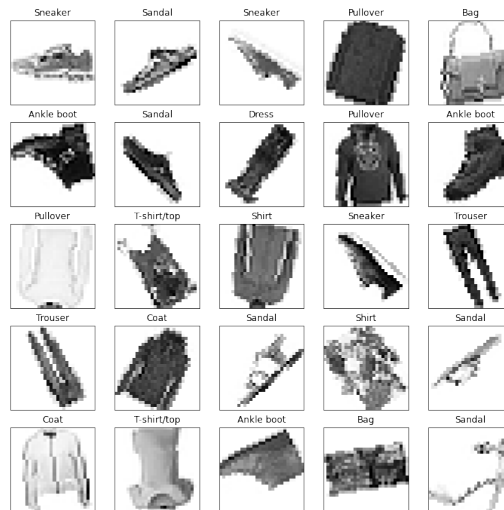 Sneaker Sandal Sneaker Pullover Bag
Ankle boot Sandal Dress Pullover Ankle boot
Pullover T-shirt/top Shirt Sneaker Trouser
Trouser Coat Sandal Shirt Sandal
Coat T-shirt/top Ankle boot Bag Sandal